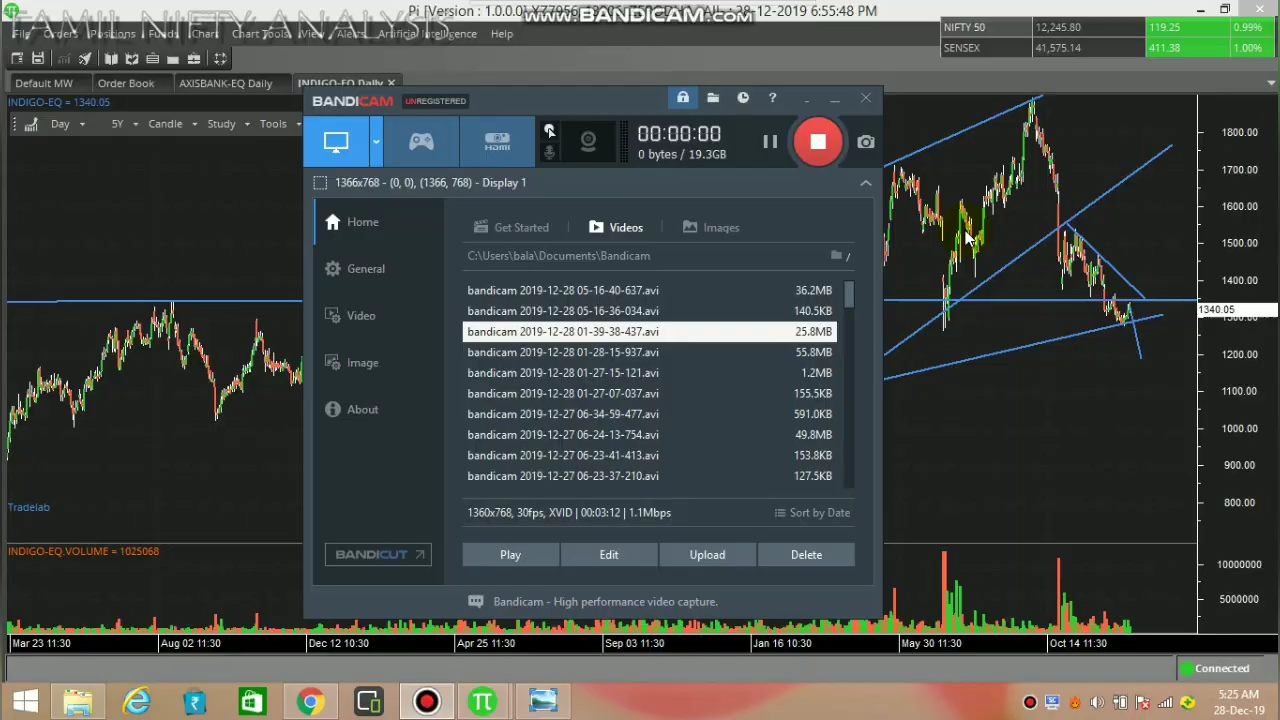 Pi [Version : 1.0.0.0]
28-12-2019 6:55:48 PM
WWW.BANDICAM.COM
TAMIL NIFTY ANALYSIS
Orders Positions Funds Chart Chart Tools View Alerts Artificial Intelligence Help
NIFTY 50 12,245.80 119.25 0.99%
SENSEX 41,575.14 411.38 1.00%
Default MW Order Book AXISBANK-EQ Daily INDIGO-EQ Daily
INDIGO-EQ = 1340.05
Day 5Y Candle Study Tools
BANDICAM UNREGISTERED
HDMI
00:00:00
0 bytes / 19.3GB
1366x768 - (0, 0), (1366, 768) - Display 1
Home
General
Video
Image
About
BANDICUT
Get Started Videos Images
C:\Users\bala\Documents\Bandicam
bandicam 2019-12-28 05-16-40-637.avi 36.2MB
bandicam 2019-12-28 05-16-36-034.avi 140.5KB
bandicam 2019-12-28 01-39-38-437.avi 25.8MB
bandicam 2019-12-28 01-28-15-937.avi 55.8MB
bandicam 2019-12-28 01-27-15-121.avi 1.2MB
bandicam 2019-12-28 01-27-07-037.avi 155.5KB
bandicam 2019-12-27 06-34-59-477.avi 591.0KB
bandicam 2019-12-27 06-24-13-754.avi 49.8MB
bandicam 2019-12-27 06-23-41-413.avi 153.8KB
bandicam 2019-12-27 06-23-37-210.avi 127.5KB
1360x768, 30fps, XVID | 00:03:12 | 1.1Mbps Sort by Date
Play Edit Upload Delete
Bandicam - High performance video capture.
1800.00
1700.00
1600.00
1500.00
1400.00
1340.05
1200.00
1100.00
1000.00
900.00
800.00
Tradelab
INDIGO-EQ.VOLUME = 1025068
10000000
5000000
Mar 23 11:30 Aug 02 11:30 Dec 12 10:30 Apr 25 11:30 Sep 03 11:30 Jan 16 10:30 May 30 11:30 Oct 14 11:30
Connected
5:25 AM
28-Dec-19